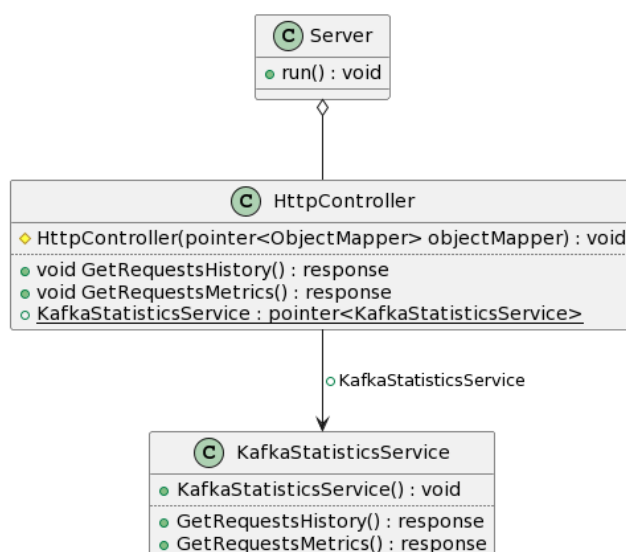 C Server
run() : void
C HttpController
HttpController(pointer<ObjectMapper> objectMapper) : void
void GetRequestsHistory() : response
void GetRequestsMetrics() : response
KafkaStatisticsService : pointer<KafkaStatisticsService>
KafkaStatisticsService
C KafkaStatisticsService
KafkaStatisticsService() : void
GetRequestsHistory() : response
GetRequestsMetrics() : response